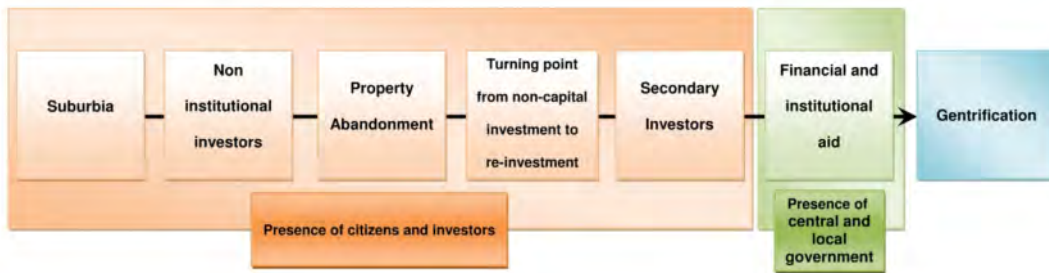 Suburbia
Non
institutional
investors
Property
Abandonment
Turning point
from non-capital
investment to
re-investment
Secondary
Investors
Financial and
institutional
aid
Gentrification
Presence of citizens and investors
Presence of
central and
local
government